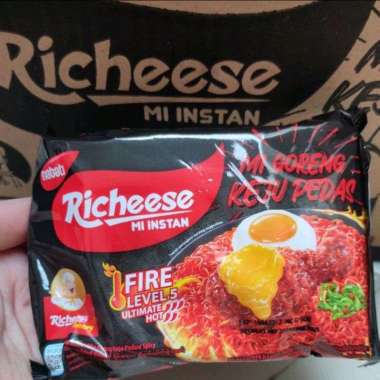 Richeese
MI INSTAN
nabati
Richeese
MI INSTAN
MI GORENG
KEJU PEDAS
FIRE
LEVEL 5
ULTIMATE
HOT
Richeese